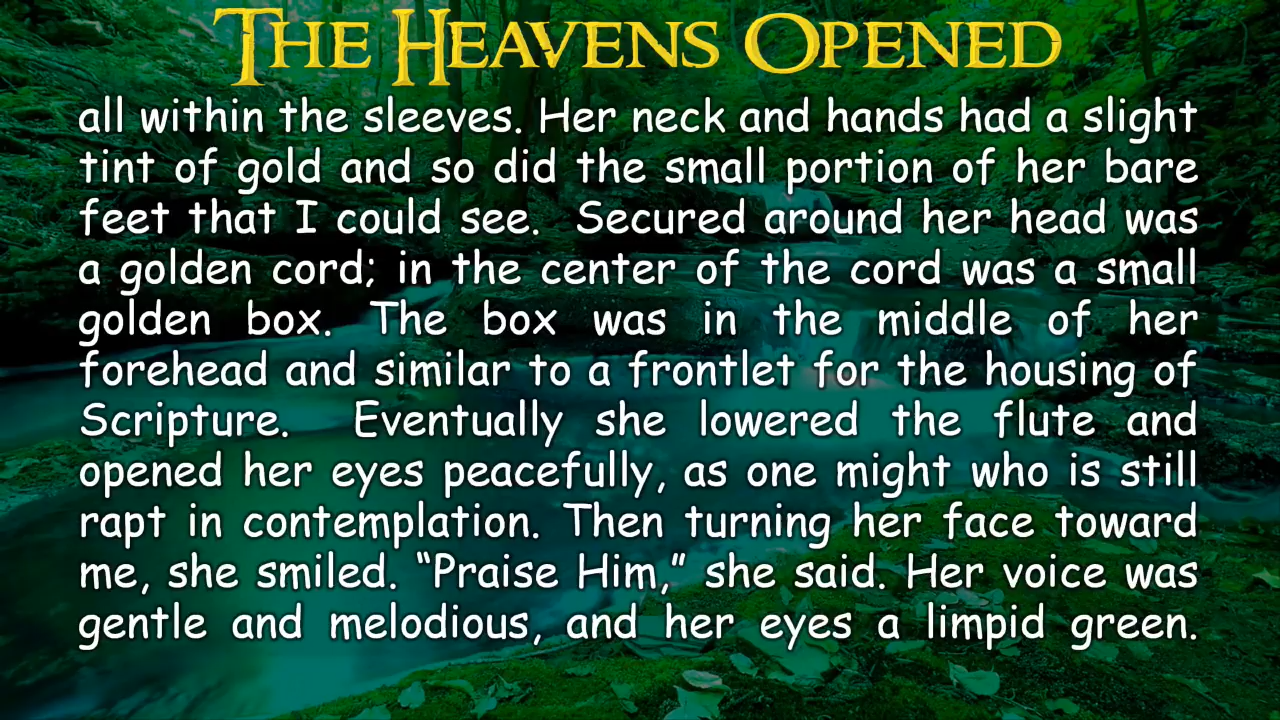 THE HEAVENS OPENED
all within the sleeves. Her neck and hands had a slight
tint of gold and so did the small portion of her bare
feet that I could see. Secured around her head was
a golden cord; in the center of the cord was a small
golden box. The box was in the middle of her
forehead and similar to a frontlet for the housing of
Scripture. Eventually she lowered the flute and
opened her eyes peacefully, as one might who is still
rapt in contemplation. Then turning her face toward
me, she smiled. “Praise Him,” she said. Her voice was
gentle and melodious, and her eyes a limpid green.